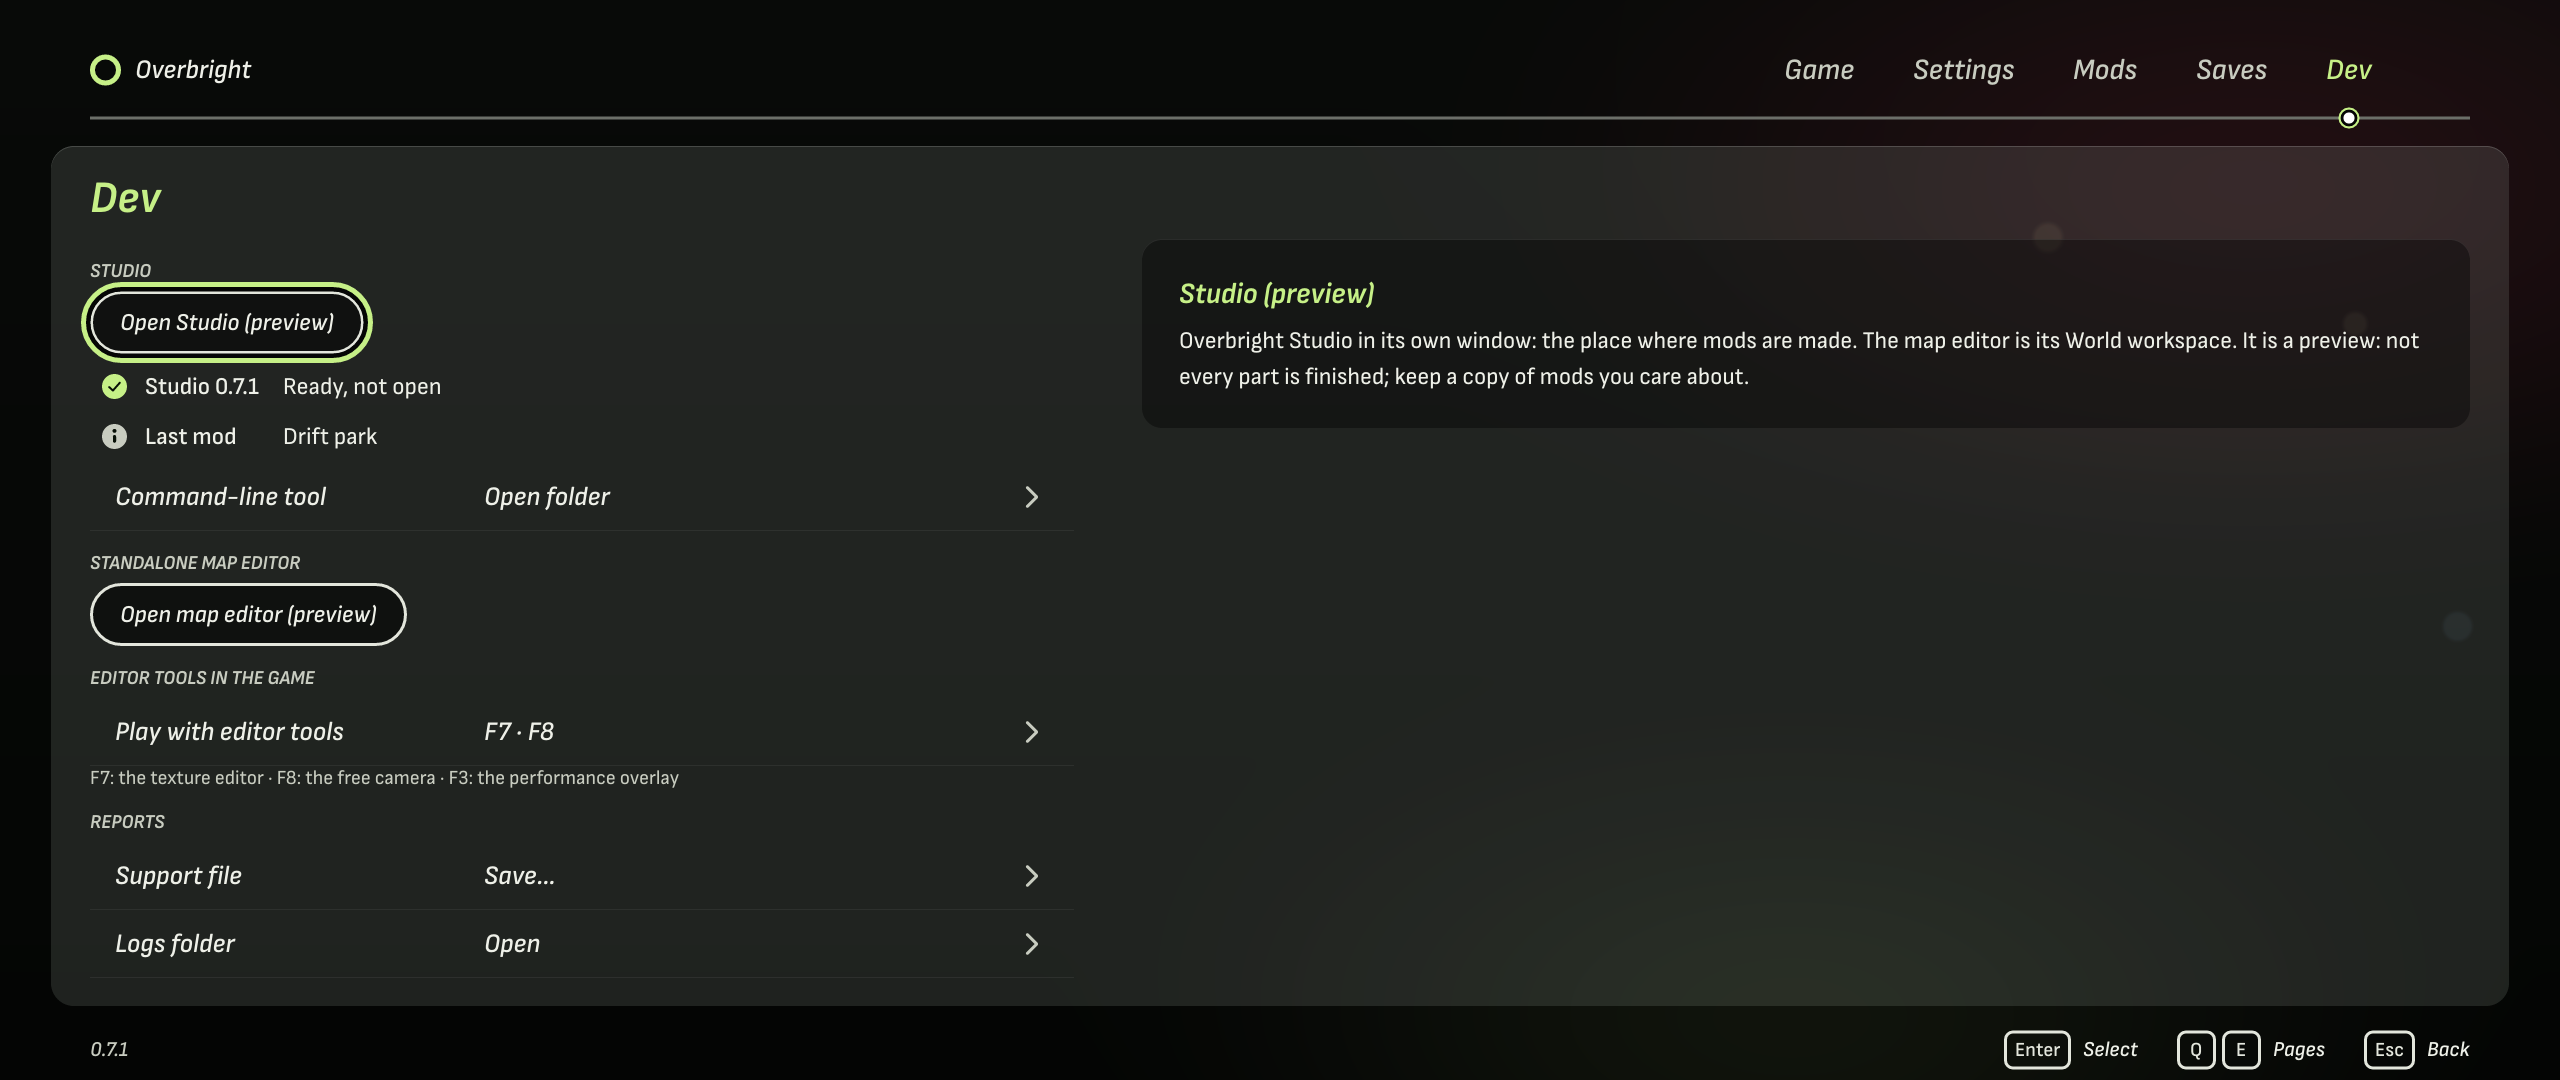 Overbright
Game Settings Mods Saves Dev
Dev
STUDIO
Open Studio (preview)
Studio 0.7.1 Ready, not open
Last mod Drift park
Command-line tool Open folder
STANDALONE MAP EDITOR
Open map editor (preview)
EDITOR TOOLS IN THE GAME
Play with editor tools F7 · F8
F7: the texture editor · F8: the free camera · F3: the performance overlay
REPORTS
Support file Save...
Logs folder Open
Studio (preview)
Overbright Studio in its own window: the place where mods are made. The map editor is its World workspace. It is a preview: not
every part is finished; keep a copy of mods you care about.
0.7.1
Enter Select Q E Pages Esc Back